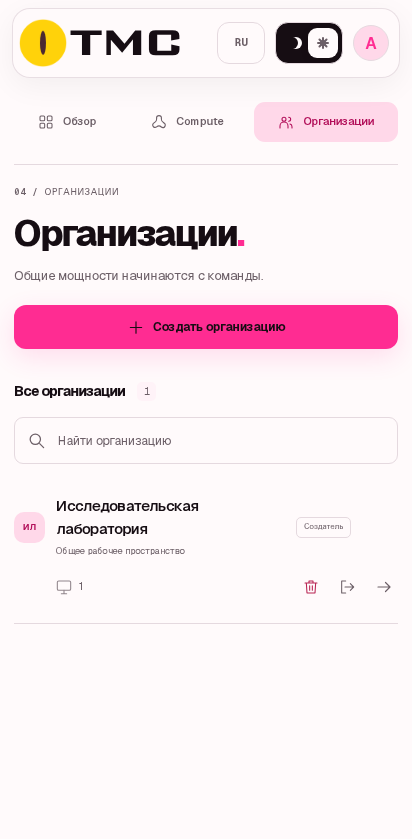 TMC
RU
A
Обзор
Compute
Организации
04 / ОРГАНИЗАЦИИ
Организации.
Общие мощности начинаются с команды.
Создать организацию
Все организации 1
Найти организацию
ИЛ
Исследовательская
лаборатория
Создатель
Общее рабочее пространство
1